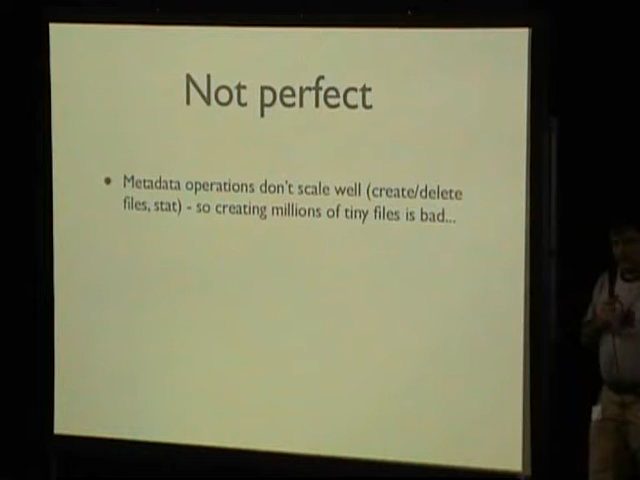 Not perfect
• Metadata operations don't scale well (create/delete
files, stat) - so creating millions of tiny files is bad...